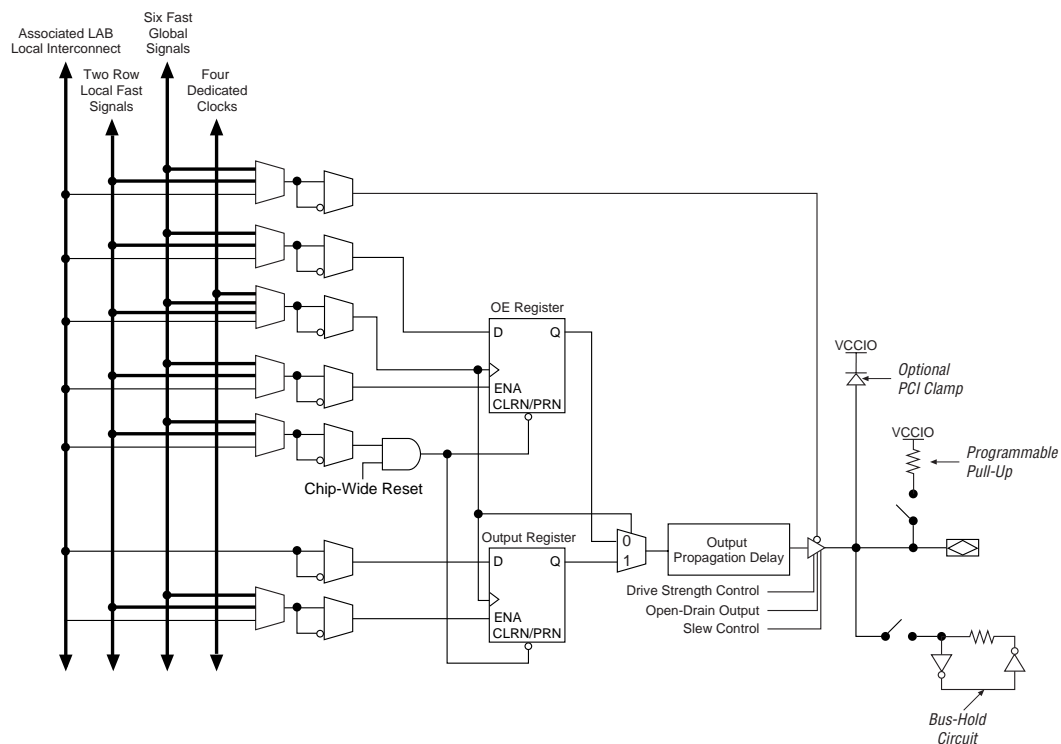 Associated LAB
Local Interconnect
Six Fast
Global
Signals
Two Row
Local Fast
Signals
Four
Dedicated
Clocks
OE Register
D
Q
ENA
CLRN/PRN
Chip-Wide Reset
Output Register
D
Q
ENA
CLRN/PRN
0
1
Output
Propagation Delay
Drive Strength Control
Open-Drain Output
Slew Control
VCCIO
Optional
PCI Clamp
VCCIO
Programmable
Pull-Up
Bus-Hold
Circuit